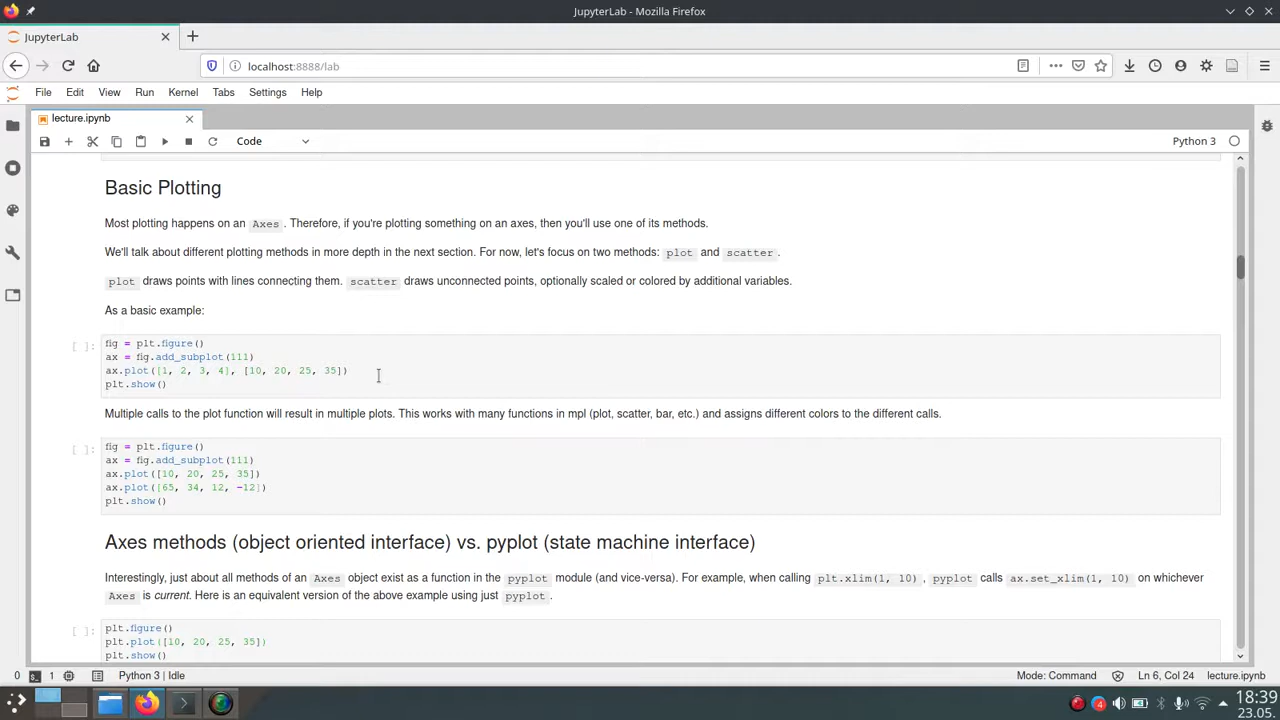 JupyterLab - Mozilla Firefox
JupyterLab
localhost:8888/lab
File Edit View Run Kernel Tabs Settings Help
lecture.ipynb
Code
Python 3
Basic Plotting
Most plotting happens on an Axes. Therefore, if you're plotting something on an axes, then you'll use one of its methods.
We'll talk about different plotting methods in more depth in the next section. For now, let's focus on two methods: plot and scatter.
plot draws points with lines connecting them. scatter draws unconnected points, optionally scaled or colored by additional variables.
As a basic example:
[ ]: fig = plt.figure()
ax = fig.add_subplot(111)
ax.plot([1, 2, 3, 4], [10, 20, 25, 35])
plt.show()
Multiple calls to the plot function will result in multiple plots. This works with many functions in mpl (plot, scatter, bar, etc.) and assigns different colors to the different calls.
[ ]: fig = plt.figure()
ax = fig.add_subplot(111)
ax.plot([10, 20, 25, 35])
ax.plot([65, 34, 12, -12])
plt.show()
Axes methods (object oriented interface) vs. pyplot (state machine interface)
Interestingly, just about all methods of an Axes object exist as a function in the pyplot module (and vice-versa). For example, when calling plt.xlim(1, 10), pyplot calls ax.set_xlim(1, 10) on whichever
Axes is current. Here is an equivalent version of the above example using just pyplot.
[ ]: plt.figure()
plt.plot([10, 20, 25, 35])
plt.show()
0 1 Python 3 | Idle Mode: Command Ln 6, Col 24 lecture.ipynb
4 18:39
23.05.